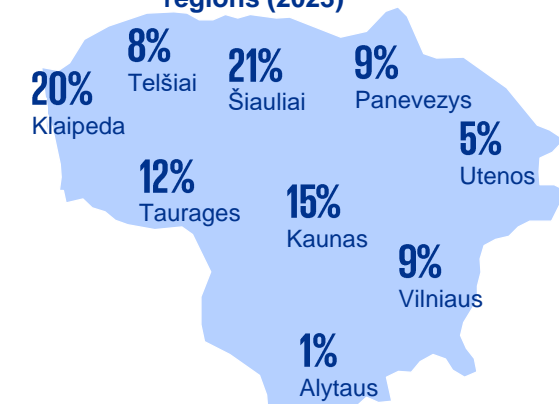 regions (2023)
8%
Telšiai
21%
Šiauliai
9%
Panevezys
20%
Klaipeda
5%
Utenos
12%
Taurages
15%
Kaunas
9%
Vilniaus
1%
Alytaus